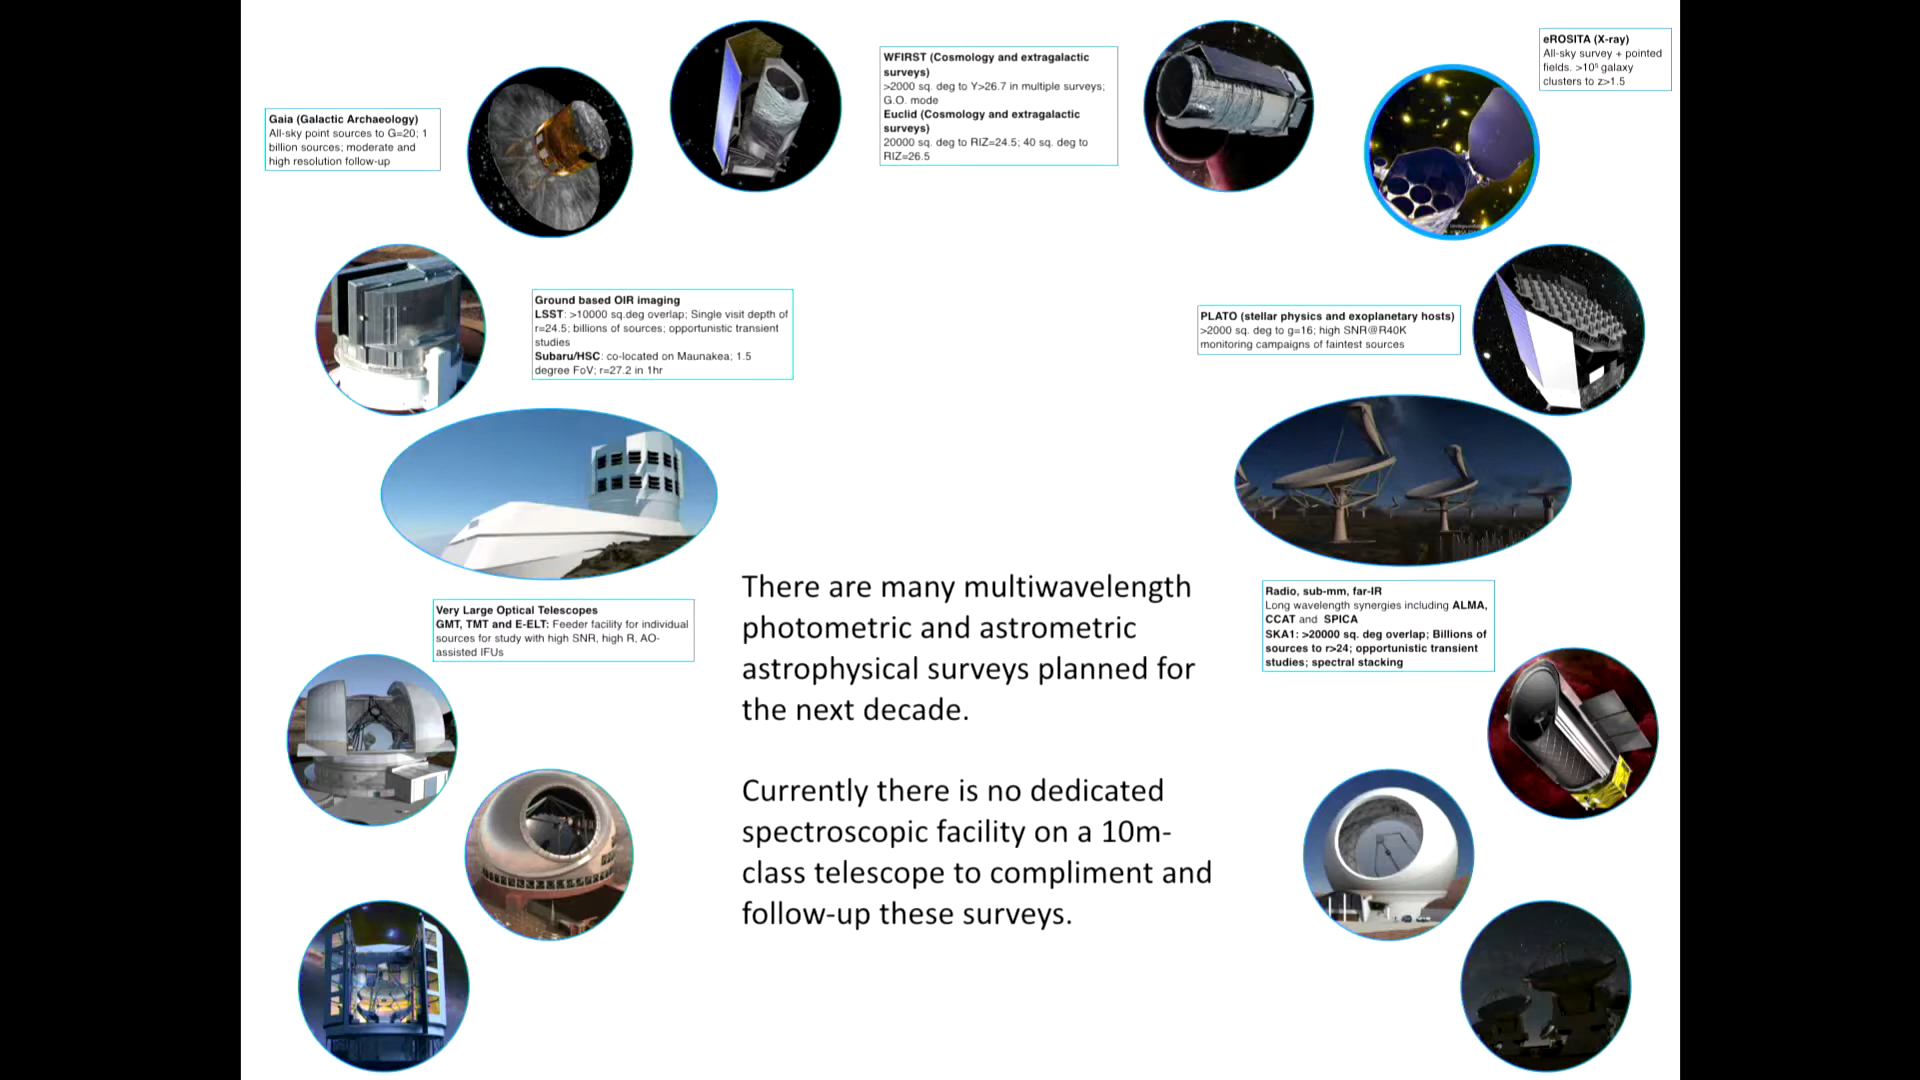 Gaia (Galactic Archaeology)
All-sky point sources to G=20; 1
billion sources; moderate and
high resolution follow-up
WFIRST (Cosmology and extragalactic
surveys)
>2000 sq. deg to Y>26.7 in multiple surveys;
G.O. mode
Euclid (Cosmology and extragalactic
surveys)
20000 sq. deg to RIZ=24.5; 40 sq. deg to
RIZ=26.5
eROSITA (X-ray)
All-sky survey + pointed
fields. >10⁵ galaxy
clusters to z>1.5
Ground based OIR imaging
LSST: >10000 sq.deg overlap; Single visit depth of
r=24.5; billions of sources; opportunistic transient
studies
Subaru/HSC: co-located on Maunakea; 1.5
degree FoV; r=27.2 in 1hr
PLATO (stellar physics and exoplanetary hosts)
>2000 sq. deg to g=16; high SNR@R40K
monitoring campaigns of faintest sources
Very Large Optical Telescopes
GMT, TMT and E-ELT: Feeder facility for individual
sources for study with high SNR, high R, AO-
assisted IFUs
Radio, sub-mm, far-IR
Long wavelength synergies including ALMA,
CCAT and SPICA
SKA1: >20000 sq. deg overlap; Billions of
sources to r>24; opportunistic transient
studies; spectral stacking
There are many multiwavelength
photometric and astrometric
astrophysical surveys planned for
the next decade.
Currently there is no dedicated
spectroscopic facility on a 10m-
class telescope to compliment and
follow-up these surveys.